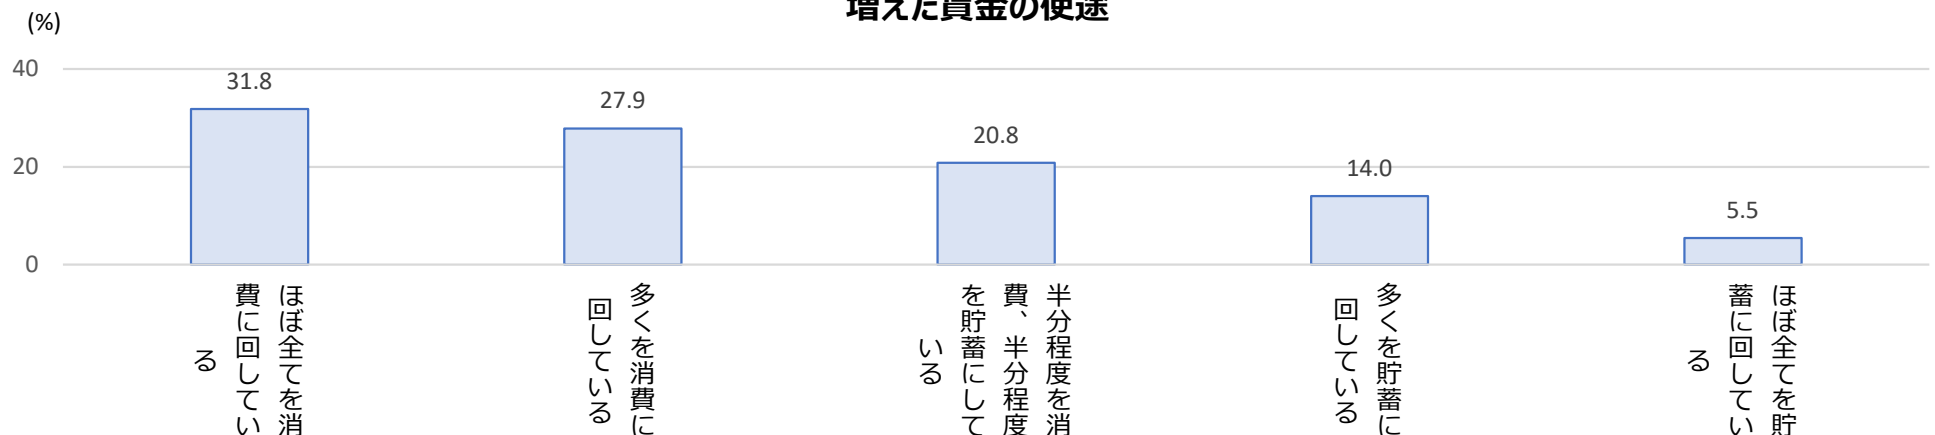 増えた賃金の使途
(%)
40
20
0
31.8
27.9
20.8
14.0
5.5
ほぼ全てを消
費に回してい
る
多くを消費に
回している
半分程度を消
費、半分程度
を貯蓄にして
いる
多くを貯蓄に
回している
ほぼ全てを貯
蓄に回してい
る